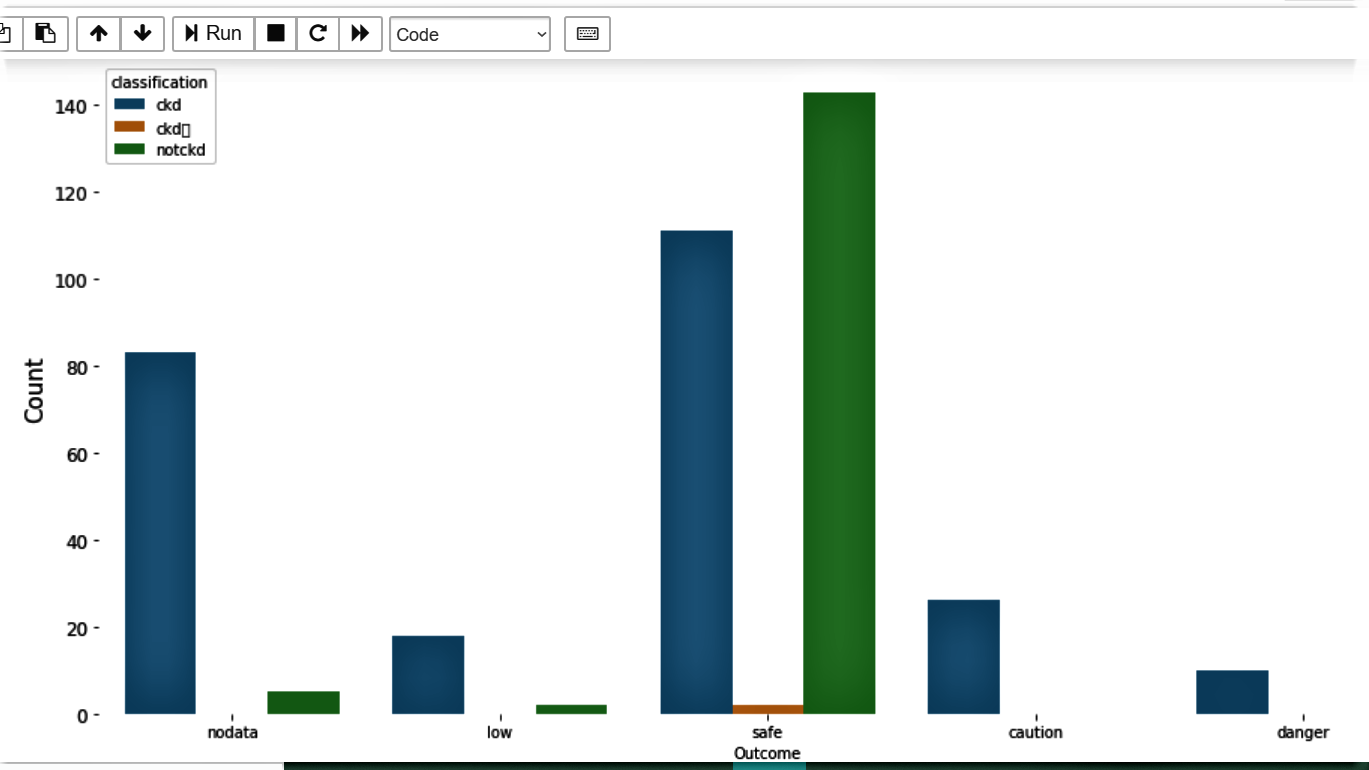 Run
Code
classification
ckd
ckd▯
notckd
140
120
100
80
60
40
20
0
Count
nodata low safe caution danger
Outcome